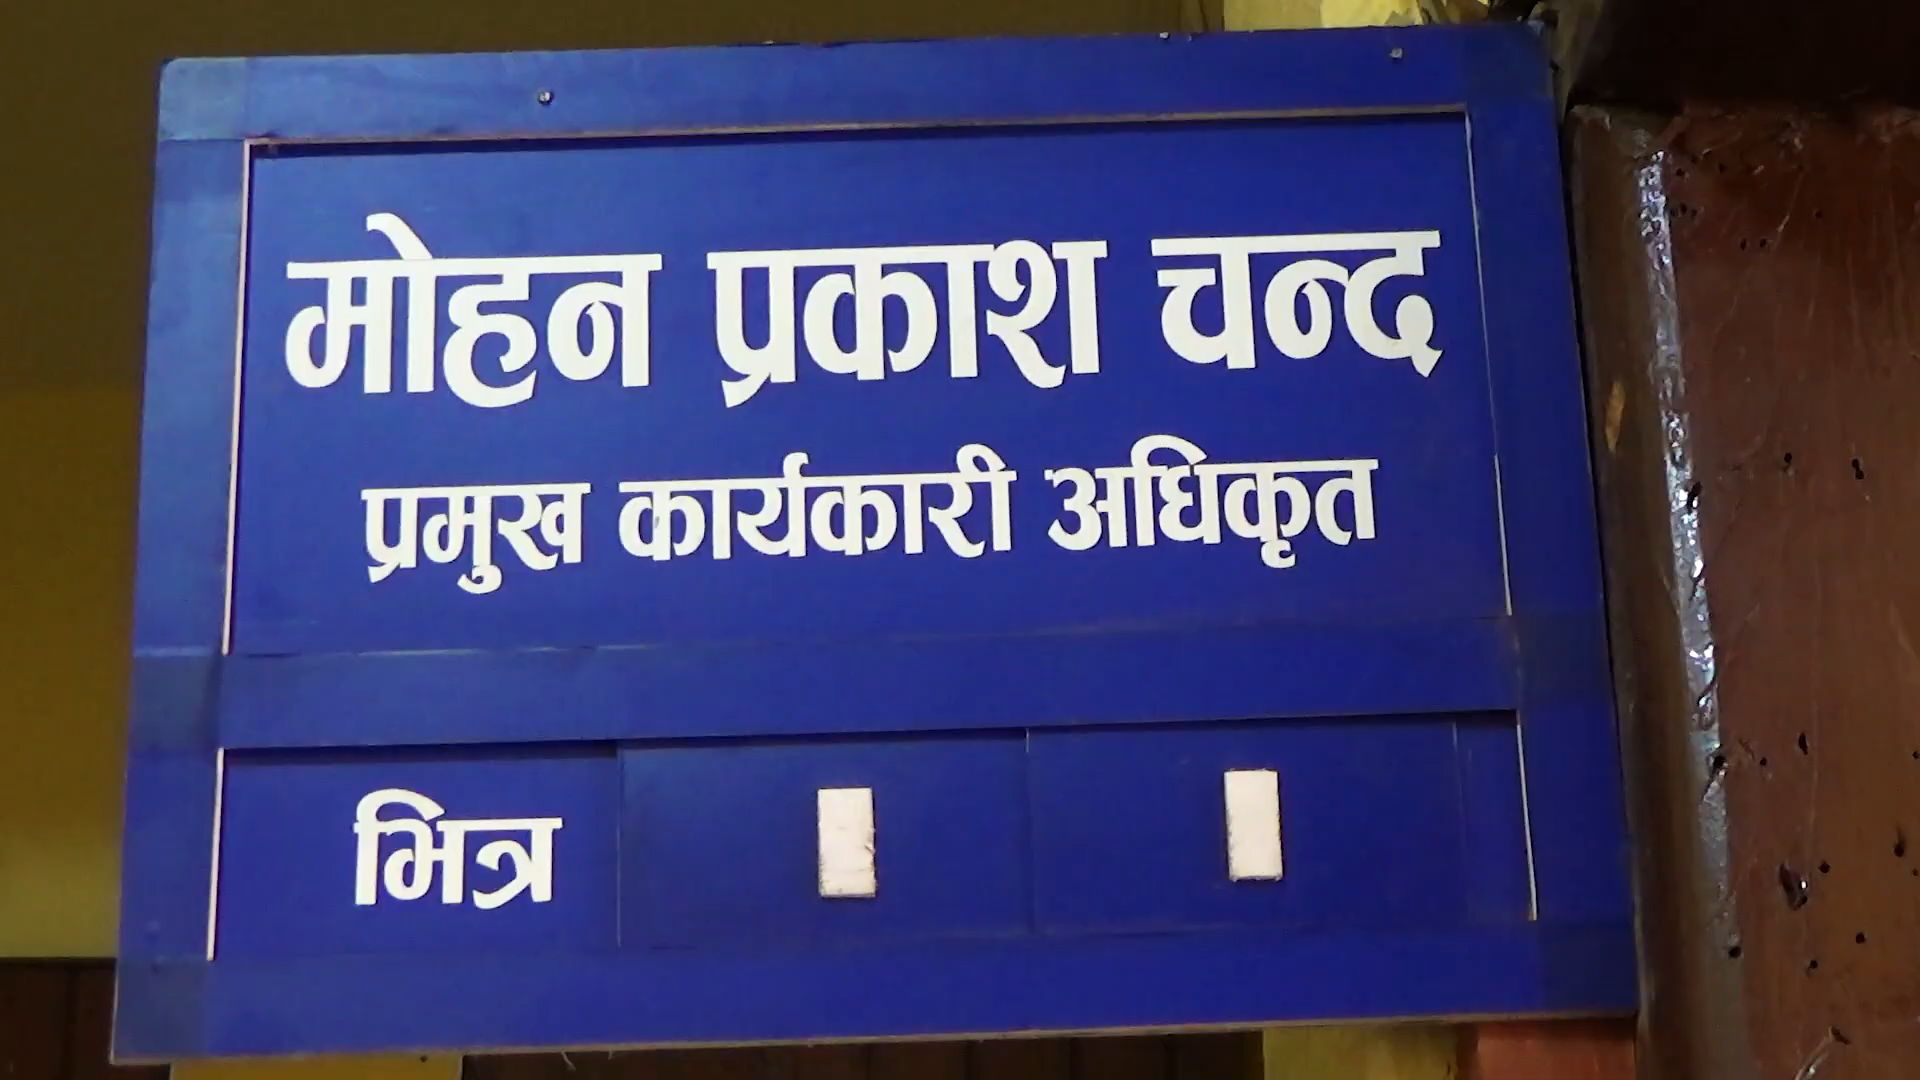 मोहन प्रकाश चन्द
प्रमुख कार्यकारी अधिकृत
भित्र